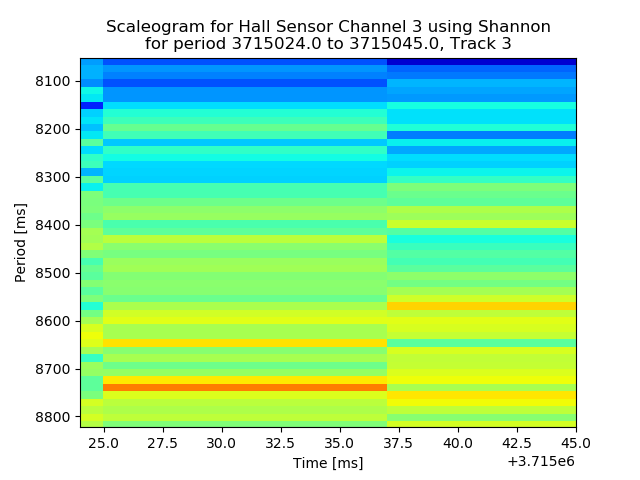 Scaleogram for Hall Sensor Channel 3 using Shannon
for period 3715024.0 to 3715045.0, Track 3
Period [ms]
8100
8200
8300
8400
8500
8600
8700
8800
25.0 27.5 30.0 32.5 35.0 37.5 40.0 42.5 45.0
Time [ms]
+3.715e6